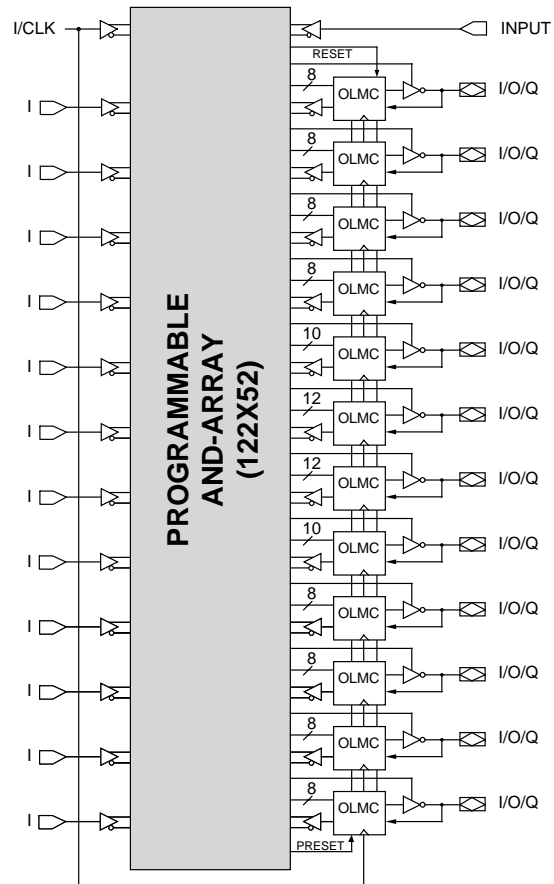 I/CLK INPUT
RESET
8 OLMC I/O/Q
I
8 OLMC I/O/Q
I
8 OLMC I/O/Q
I
8 OLMC I/O/Q
I
10 OLMC I/O/Q
I
12 OLMC I/O/Q
I
12 OLMC I/O/Q
I
10 OLMC I/O/Q
I
8 OLMC I/O/Q
I
8 OLMC I/O/Q
I
8 OLMC I/O/Q
I
8 OLMC I/O/Q
I
PRESET
PROGRAMMABLE
AND-ARRAY
(122X52)